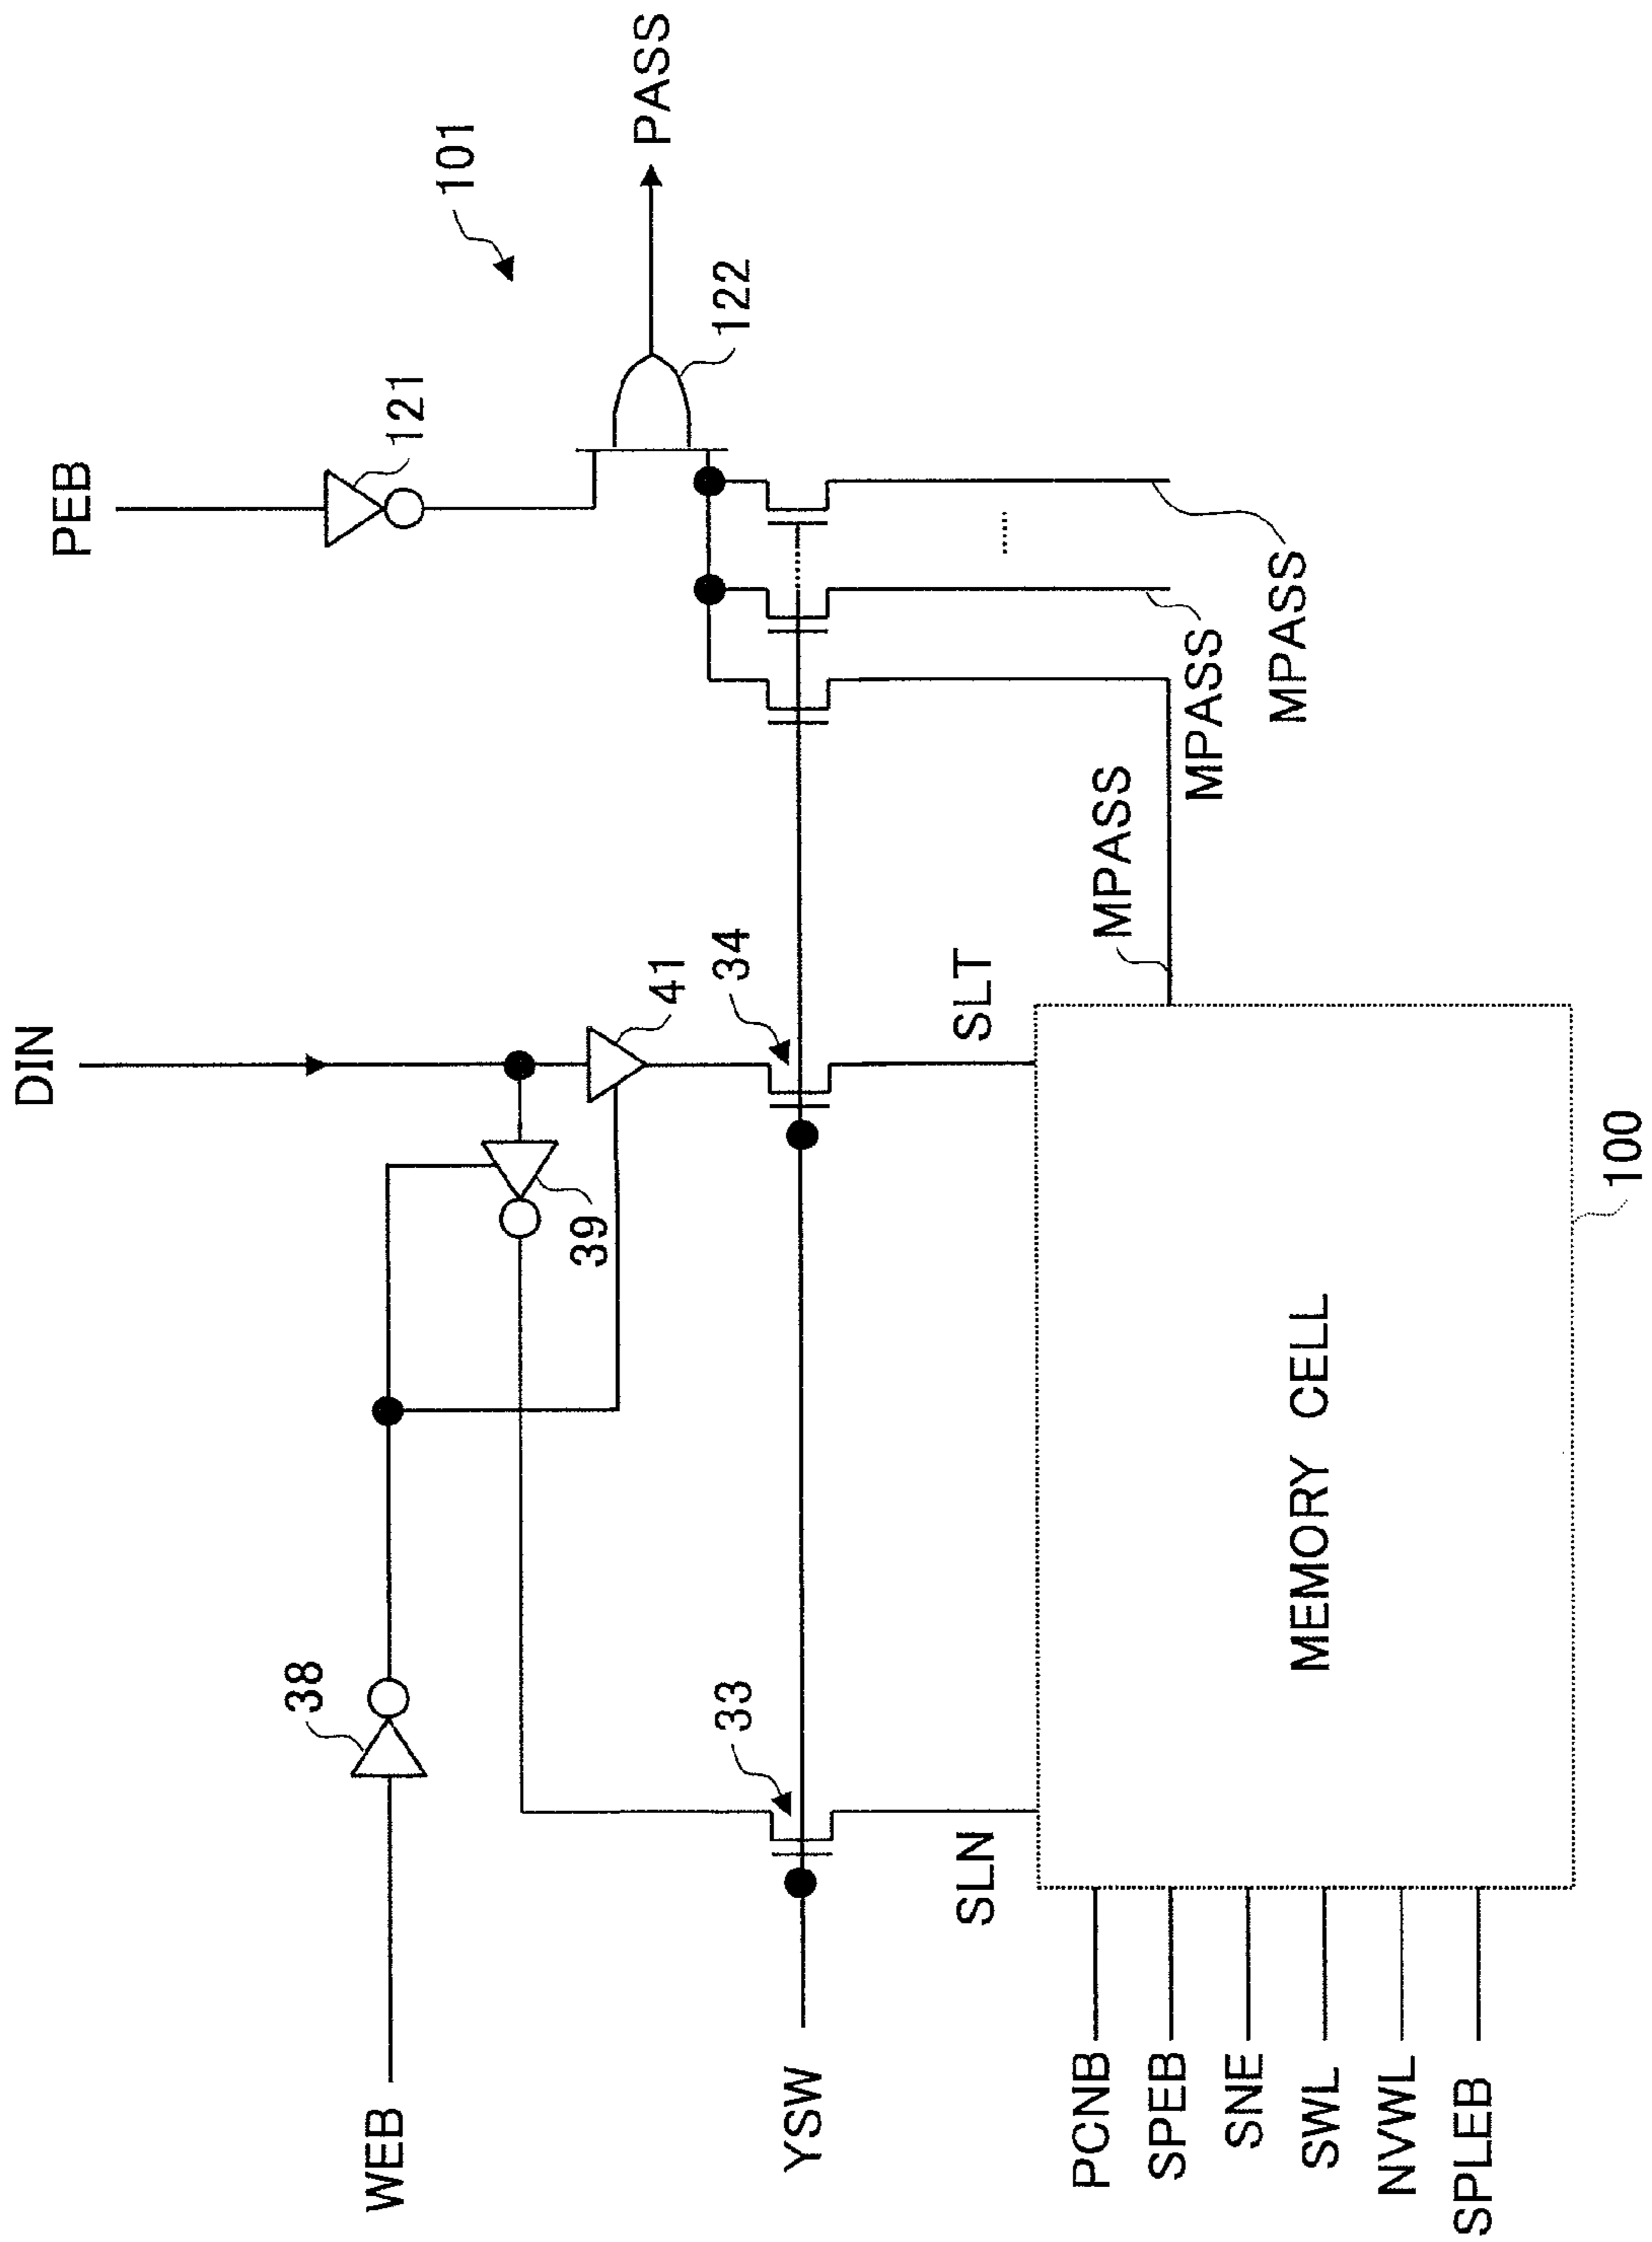 PEB
121
101
PASS
122
DIN
41
34
39
38
WEB
33
YSW
SLN
SLT
MPASS
MPASS
MPASS
MEMORY CELL
100
PCNB
SPEB
SNE
SWL
NVWL
SPLEB